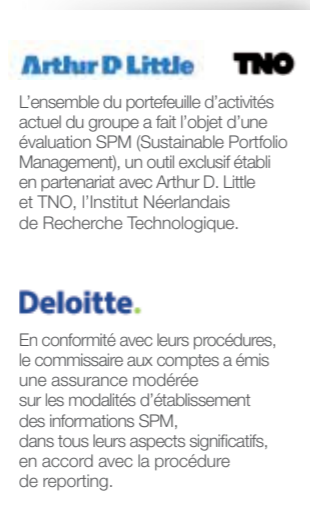 Arthur D Little TNO
L'ensemble du portefeuille d'activités
actuel du groupe a fait l'objet d'une
évaluation SPM (Sustainable Portfolio
Management), un outil exclusif établi
en partenariat avec Arthur D. Little
et TNO, l'Institut Néerlandais
de Recherche Technologique.
Deloitte.
En conformité avec leurs procédures,
le commissaire aux comptes a émis
une assurance modérée
sur les modalités d'établissement
des informations SPM,
dans tous leurs aspects significatifs,
en accord avec la procédure
de reporting.